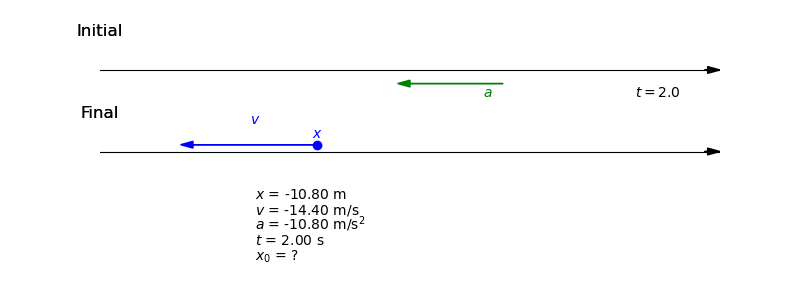 Initial
a
t = 2.0
Final
v
x
x = -10.80 m
v = -14.40 m/s
a = -10.80 m/s²
t = 2.00 s
x₀ = ?